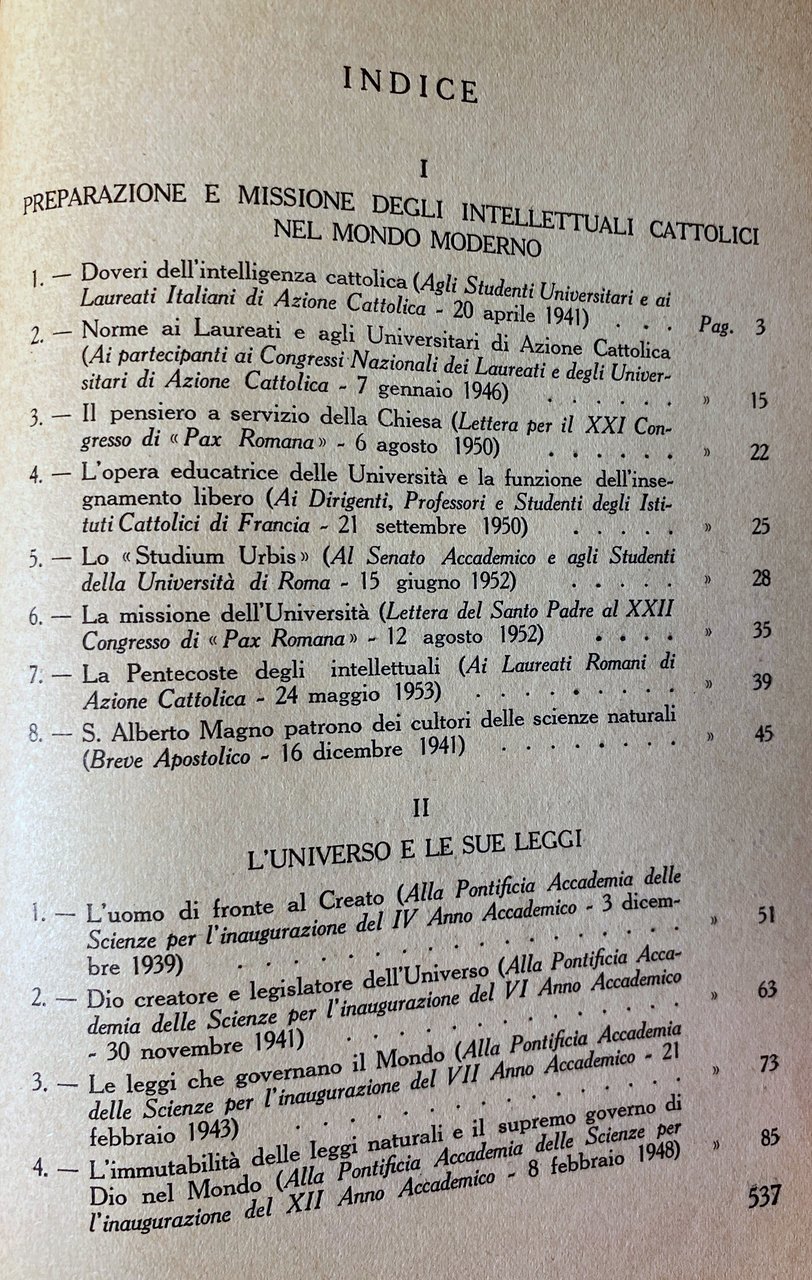 INDICE
I
PREPARAZIONE E MISSIONE DEGLI INTELLETTUALI CATTOLICI
NEL MONDO MODERNO
1. — Doveri dell'intelligenza cattolica (Agli Studenti Universitari e ai
Laureati Italiani di Azione Cattolica - 20 aprile 1941) . . . Pag. 3
2. — Norme ai Laureati e agli Universitari di Azione Cattolica
(Ai partecipanti ai Congressi Nazionali dei Laureati e degli Univer-
sitari di Azione Cattolica - 7 gennaio 1946) . . . . . . » 15
3. — Il pensiero a servizio della Chiesa (Lettera per il XXI Con-
gresso di «Pax Romana» - 6 agosto 1950) . . . . . . » 22
4. — L'opera educatrice delle Università e la funzione dell'inse-
gnamento libero (Ai Dirigenti, Professori e Studenti degli Isti-
tuti Cattolici di Francia - 21 settembre 1950) . . . . . » 25
5. — Lo «Studium Urbis» (Al Senato Accademico e agli Studenti
della Università di Roma - 15 giugno 1952) . . . . . » 28
6. — La missione dell'Università (Lettera del Santo Padre al XXII
Congresso di «Pax Romana» - 12 agosto 1952) . . . . » 35
7. — La Pentecoste degli intellettuali (Ai Laureati Romani di
Azione Cattolica - 24 maggio 1953) . . . . . . . . » 39
8. — S. Alberto Magno patrono dei cultori delle scienze naturali
(Breve Apostolico - 16 dicembre 1941) . . . . . . . . » 45
II
L'UNIVERSO E LE SUE LEGGI
1. — L'uomo di fronte al Creato (Alla Pontificia Accademia delle
Scienze per l'inaugurazione del IV Anno Accademico - 3 dicem-
bre 1939) . . . . . . . . . . . . . . » 51
2. — Dio creatore e legislatore dell'Universo (Alla Pontificia Acca-
demia delle Scienze per l'inaugurazione del VI Anno Accademico
- 30 novembre 1941) . . . . . . . . . . . » 63
3. — Le leggi che governano il Mondo (Alla Pontificia Accademia
delle Scienze per l'inaugurazione del VII Anno Accademico - 21
febbraio 1943) . . . . . . . . . . . . . » 73
4. — L'immutabilità delle leggi naturali e il supremo governo di
Dio nel Mondo (Alla Pontificia Accademia delle Scienze per
l'inaugurazione del XII Anno Accademico - 8 febbraio 1948) » 85
537